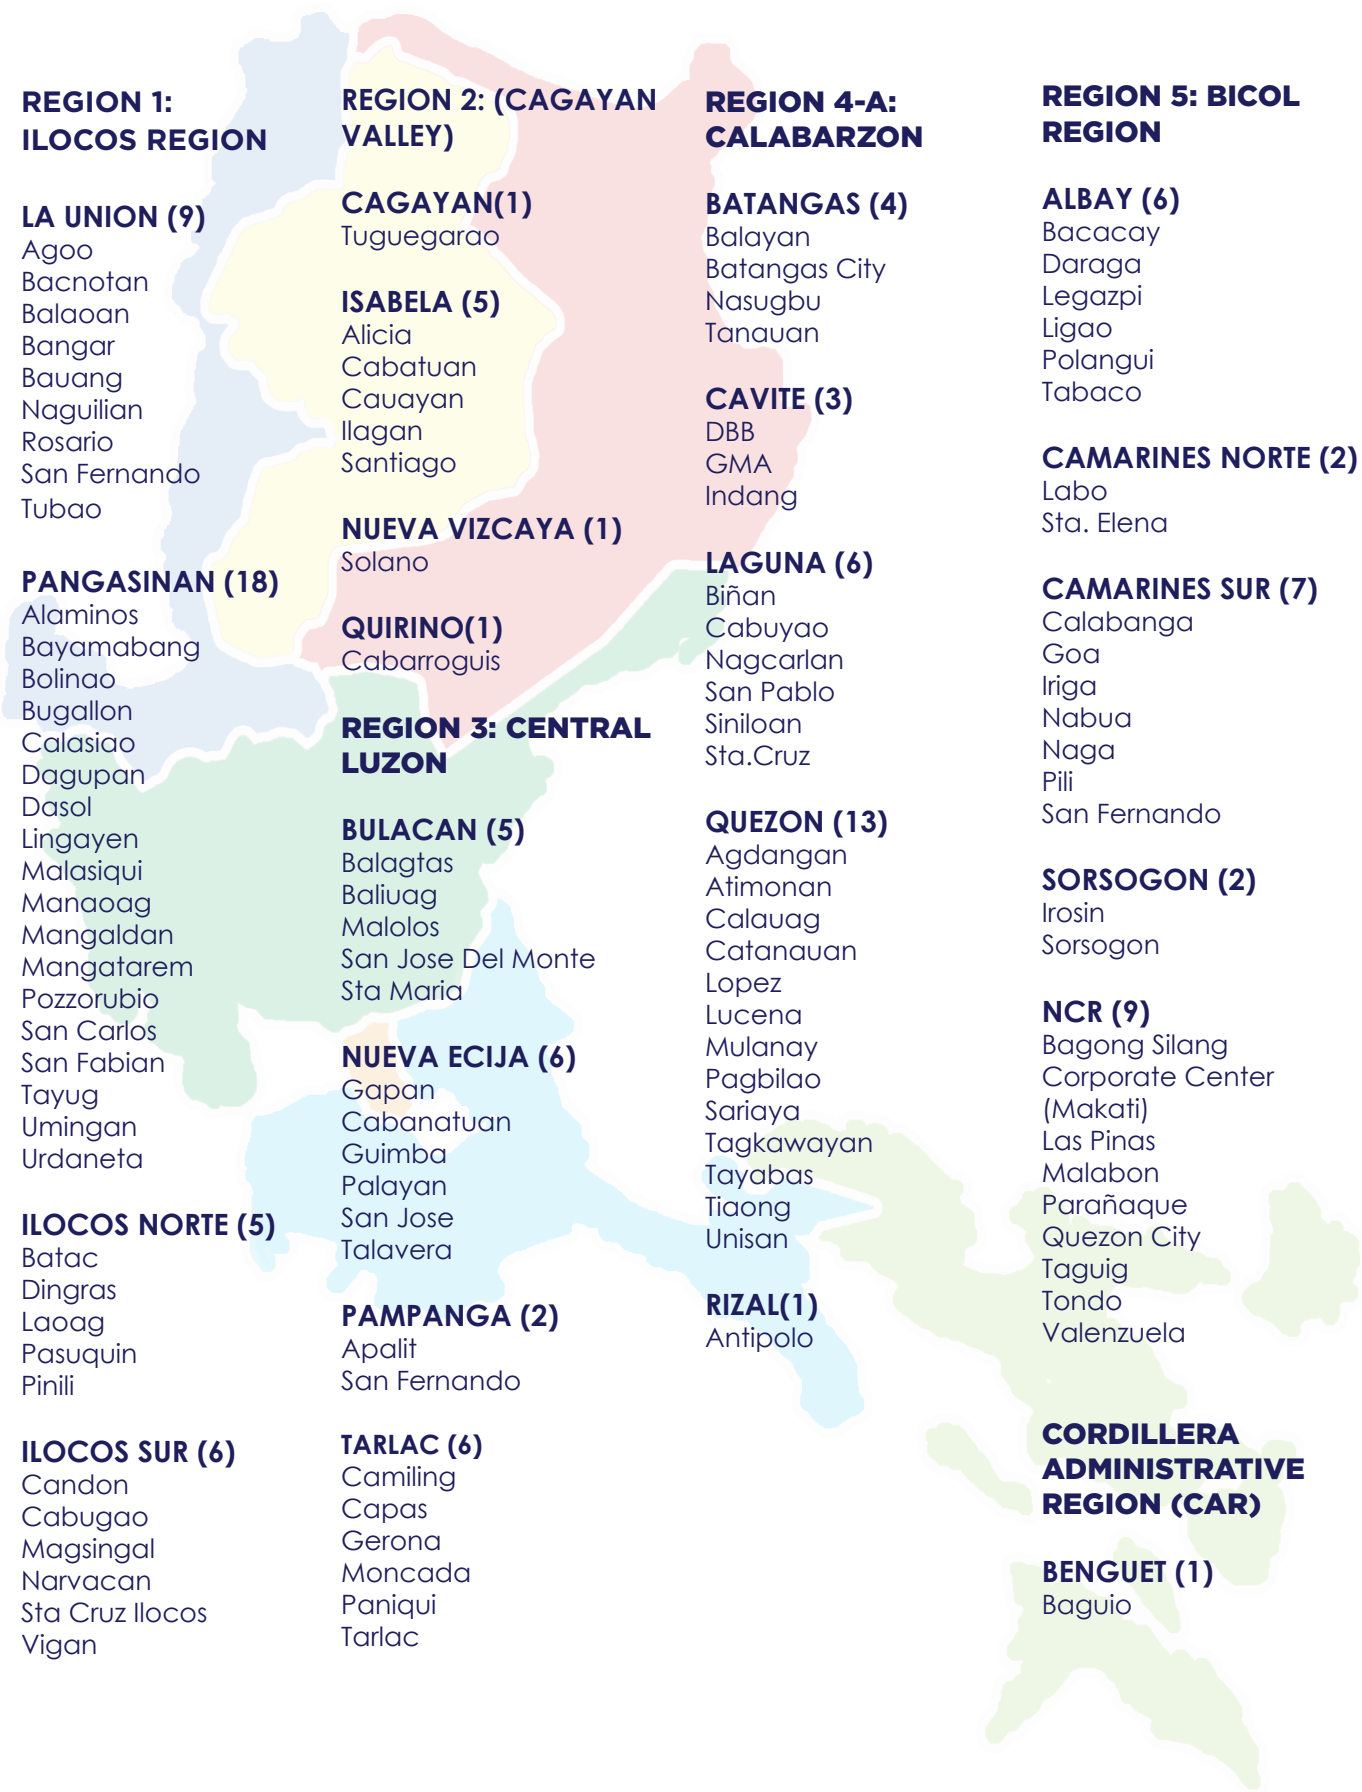 REGION 1:
ILOCOS REGION
LA UNION (9)
Agoo
Bacnotan
Balaoan
Bangar
Bauang
Naguilian
Rosario
San Fernando
Tubao
PANGASINAN (18)
Alaminos
Bayamabang
Bolinao
Bugallon
Calasiao
Dagupan
Dasol
Lingayen
Malasiqui
Manaoag
Mangaldan
Mangatarem
Pozzorubio
San Carlos
San Fabian
Tayug
Umingan
Urdaneta
ILOCOS NORTE (5)
Batac
Dingras
Laoag
Pasuquin
Pinili
ILOCOS SUR (6)
Candon
Cabugao
Magsingal
Narvacan
Sta Cruz Ilocos
Vigan
REGION 2: (CAGAYAN
VALLEY)
CAGAYAN(1)
Tuguegarao
ISABELA (5)
Alicia
Cabatuan
Cauayan
Ilagan
Santiago
NUEVA VIZCAYA (1)
Solano
QUIRINO(1)
Cabarroguis
REGION 3: CENTRAL
LUZON
BULACAN (5)
Balagtas
Baliuag
Malolos
San Jose Del Monte
Sta Maria
NUEVA ECIJA (6)
Gapan
Cabanatuan
Guimba
Palayan
San Jose
Talavera
PAMPANGA (2)
Apalit
San Fernando
TARLAC (6)
Camiling
Capas
Gerona
Moncada
Paniqui
Tarlac
REGION 4-A:
CALABARZON
BATANGAS (4)
Balayan
Batangas City
Nasugbu
Tanauan
CAVITE (3)
DBB
GMA
Indang
LAGUNA (6)
Biñan
Cabuyao
Nagcarlan
San Pablo
Siniloan
Sta.Cruz
QUEZON (13)
Agdangan
Atimonan
Calauag
Catanauan
Lopez
Lucena
Mulanay
Pagbilao
Sariaya
Tagkawayan
Tayabas
Tiaong
Unisan
RIZAL(1)
Antipolo
REGION 5: BICOL
REGION
ALBAY (6)
Bacacay
Daraga
Legazpi
Ligao
Polangui
Tabaco
CAMARINES NORTE (2)
Labo
Sta. Elena
CAMARINES SUR (7)
Calabanga
Goa
Iriga
Nabua
Naga
Pili
San Fernando
SORSOGON (2)
Irosin
Sorsogon
NCR (9)
Bagong Silang
Corporate Center
(Makati)
Las Pinas
Malabon
Parañaque
Quezon City
Taguig
Tondo
Valenzuela
CORDILLERA
ADMINISTRATIVE
REGION (CAR)
BENGUET (1)
Baguio